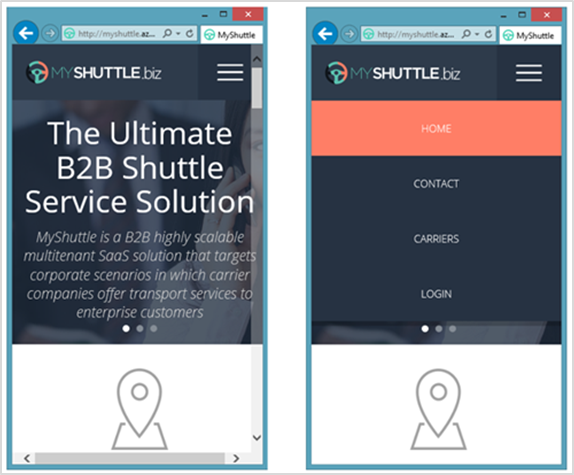 http://myshuttle.az...
MyShuttle
MYSHUTTLE.biz
The Ultimate
B2B Shuttle
Service Solution
MyShuttle is a B2B highly scalable
multitenant SaaS solution that targets
corporate scenarios in which carrier
companies offer transport services to
enterprise customers
http://myshuttle.az...
MyShuttle
MYSHUTTLE.biz
HOME
CONTACT
CARRIERS
LOGIN